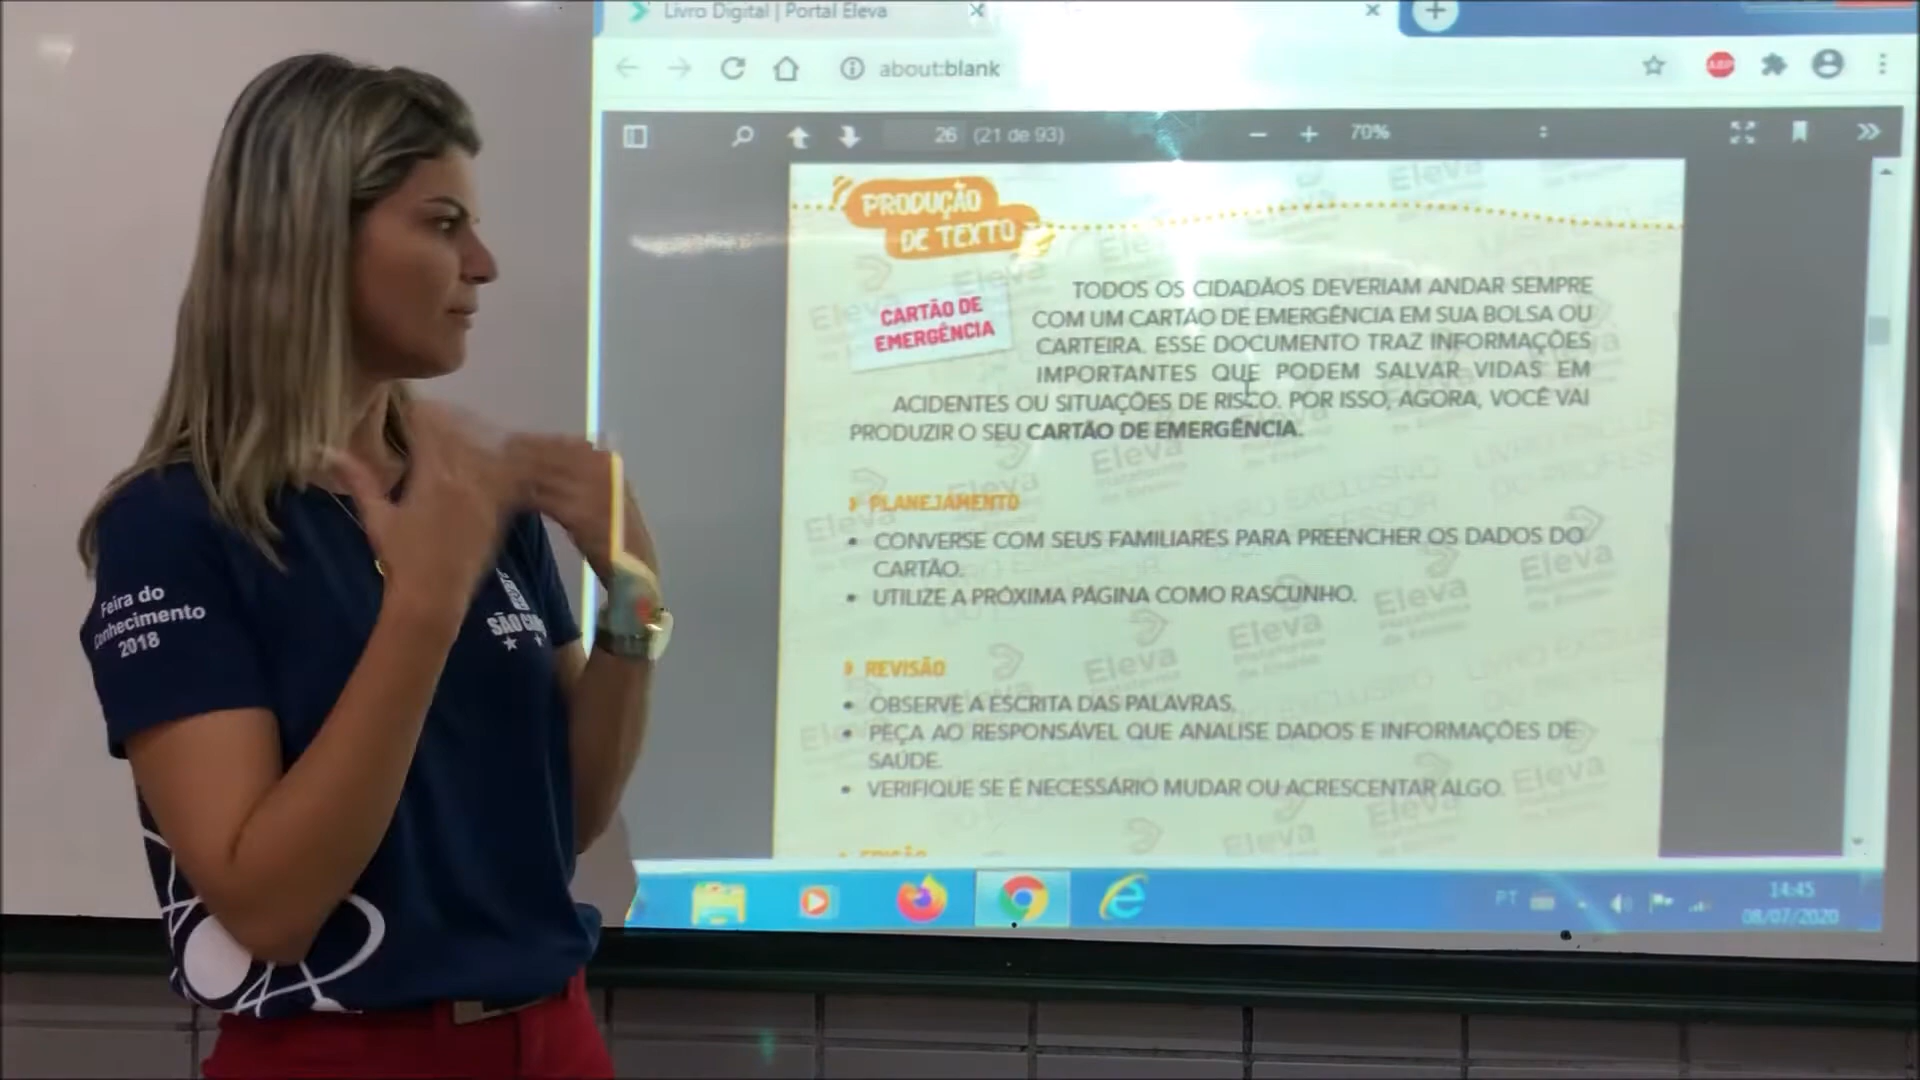 Livro Digital | Portal Eleva
about:blank
ABP
26 (21 de 93)
70%
PRODUÇÃO
DE TEXTO
CARTÃO DE
EMERGÊNCIA
TODOS OS CIDADÃOS DEVERIAM ANDAR SEMPRE
COM UM CARTÃO DE EMERGÊNCIA EM SUA BOLSA OU
CARTEIRA. ESSE DOCUMENTO TRAZ INFORMAÇÕES
IMPORTANTES QUE PODEM SALVAR VIDAS EM
ACIDENTES OU SITUAÇÕES DE RISCO. POR ISSO, AGORA, VOCÊ VAI
PRODUZIR O SEU CARTÃO DE EMERGÊNCIA.
PLANEJAMENTO
• CONVERSE COM SEUS FAMILIARES PARA PREENCHER OS DADOS DO
CARTÃO.
• UTILIZE A PRÓXIMA PÁGINA COMO RASCUNHO.
REVISÃO
• OBSERVE A ESCRITA DAS PALAVRAS.
• PEÇA AO RESPONSÁVEL QUE ANALISE DADOS E INFORMAÇÕES DE
SAÚDE.
• VERIFIQUE SE É NECESSÁRIO MUDAR OU ACRESCENTAR ALGO.
PT
14:45
08/07/2020
Feira do
Conhecimento
2018
SÃO